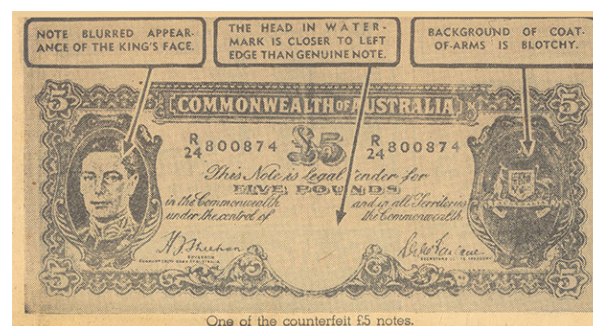 NOTE BLURRED APPEAR-
ANCE OF THE KING'S FACE.
THE HEAD IN WATER-
MARK IS CLOSER TO LEFT
EDGE THAN GENUINE NOTE.
BACKGROUND OF COAT-
OF-ARMS IS BLOTCHY.
5
5
COMMONWEALTH OF AUSTRALIA
R/24 800874 £5 R/24 800874
This Note is Legal Tender for
FIVE POUNDS
in the Commonwealth and in all Territories
under the control of the Commonwealth
GOVERNOR
5
5
One of the counterfeit £5 notes.